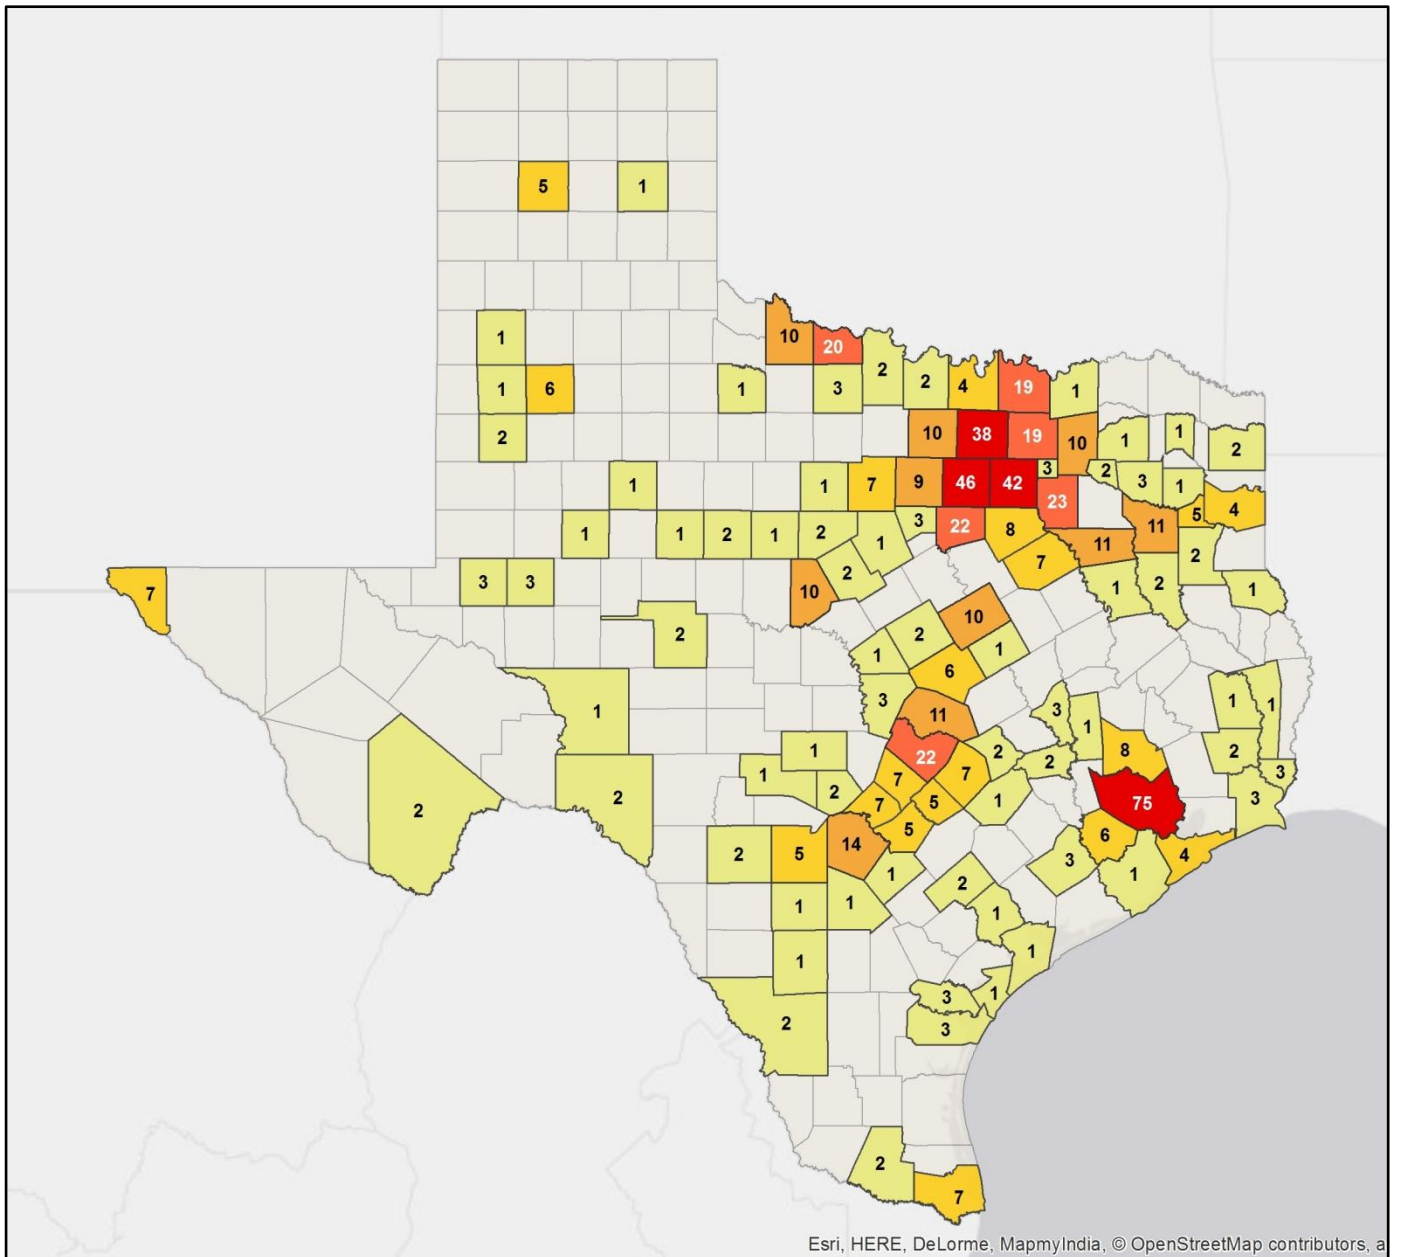 5 1
1
10 20
2 2 4 19 1
1 6 1 3
2
10 38 19 10 1 1 2
1 1 7 9 46 42 3 2 3 1
23
1 1 2 1 2 1 3 22 8 11 5 4
11
7 3 3 10 2 7 1 2 2 1
2 1 2 10 1
6
1 3 11 3 1 1 1
1 22 2 8 2
1 2 7 7 2 3
2 2 7 5 1 75 3
2 5 14 5 6
1 3 1 4
1 1 2
1
1 1
2 3 1
3
2
7
Esri, HERE, DeLorme, MapmyIndia, © OpenStreetMap contributors, a